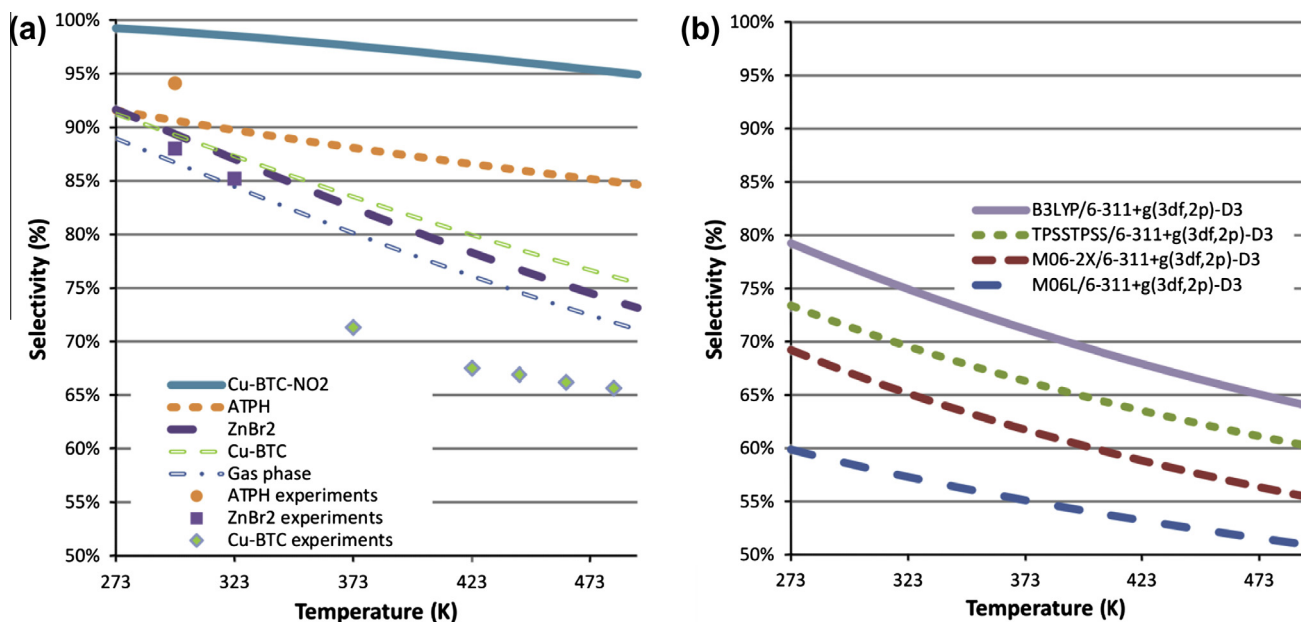 (a)
Selectivity (%)
100%
95%
90%
85%
80%
75%
70%
65%
60%
55%
50%
Cu-BTC-NO2
ATPH
ZnBr2
Cu-BTC
Gas phase
ATPH experiments
ZnBr2 experiments
Cu-BTC experiments
273 323 373 423 473
Temperature (K)
(b)
Selectivity (%)
100%
95%
90%
85%
80%
75%
70%
65%
60%
55%
50%
B3LYP/6-311+g(3df,2p)-D3
TPSSTPSS/6-311+g(3df,2p)-D3
M06-2X/6-311+g(3df,2p)-D3
M06L/6-311+g(3df,2p)-D3
273 323 373 423 473
Temperature (K)